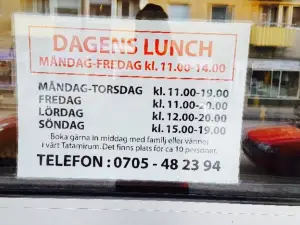 DAGENS LUNCH
MÅNDAG-FREDAG kl. 11.00-14.00
MÅNDAG-TORSDAG kl. 11.00-19.00
FREDAG kl. 11.00-20.00
LÖRDAG kl. 12.00-20.00
SÖNDAG kl. 15.00-19.00
Boka gärna in middag med familj eller vänner
i vårt Tatamirum. Det finns plats för ca 10 personer.
TELEFON : 0705 - 48 23 94